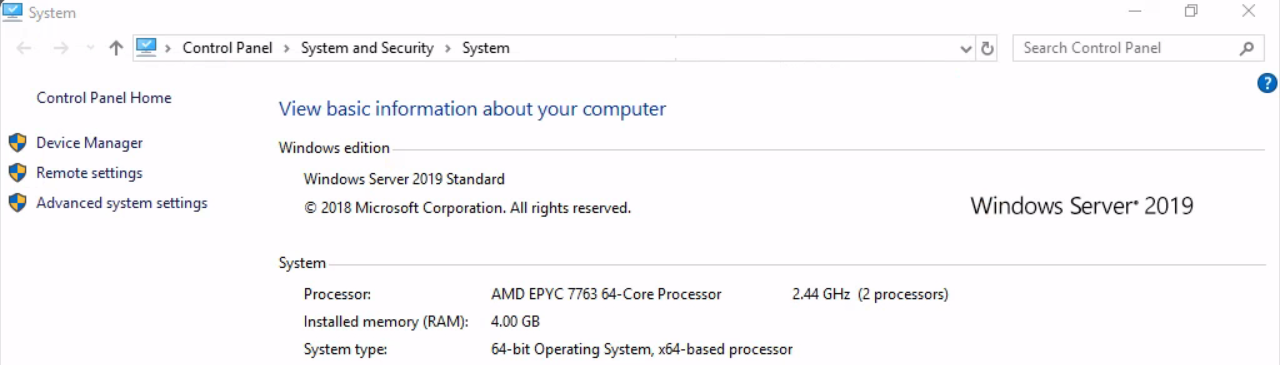 System
Control Panel > System and Security > System
Search Control Panel
?
Control Panel Home
View basic information about your computer
Device Manager
Windows edition
Remote settings
Windows Server 2019 Standard
Advanced system settings
© 2018 Microsoft Corporation. All rights reserved.
Windows Server® 2019
System
Processor: AMD EPYC 7763 64-Core Processor 2.44 GHz (2 processors)
Installed memory (RAM): 4.00 GB
System type: 64-bit Operating System, x64-based processor